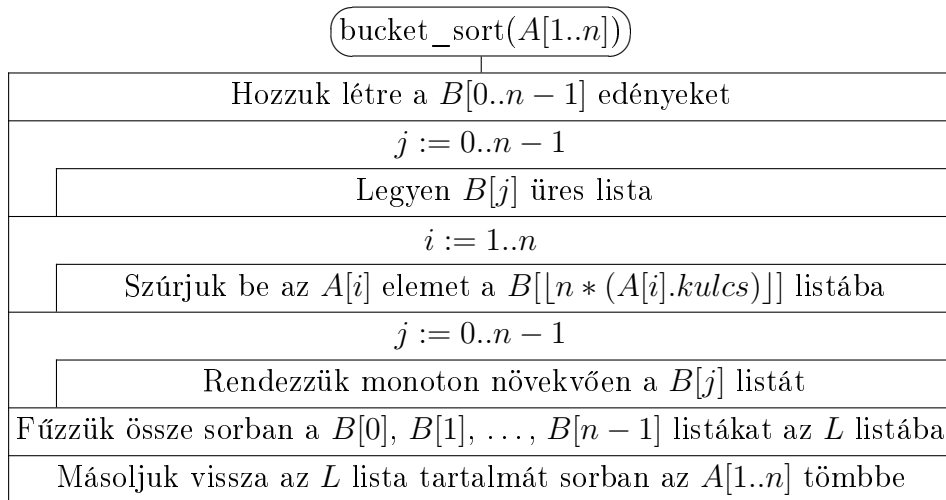 bucket_sort(A[1..n])
Hozzuk létre a B[0..n − 1] edényeket
j := 0..n − 1
Legyen B[j] üres lista
i := 1..n
Szúrjuk be az A[i] elemet a B[⌊n ∗ (A[i].kulcs)⌋] listába
j := 0..n − 1
Rendezzük monoton növekvően a B[j] listát
Fűzzük össze sorban a B[0], B[1], …, B[n − 1] listákat az L listába
Másoljuk vissza az L lista tartalmát sorban az A[1..n] tömbbe